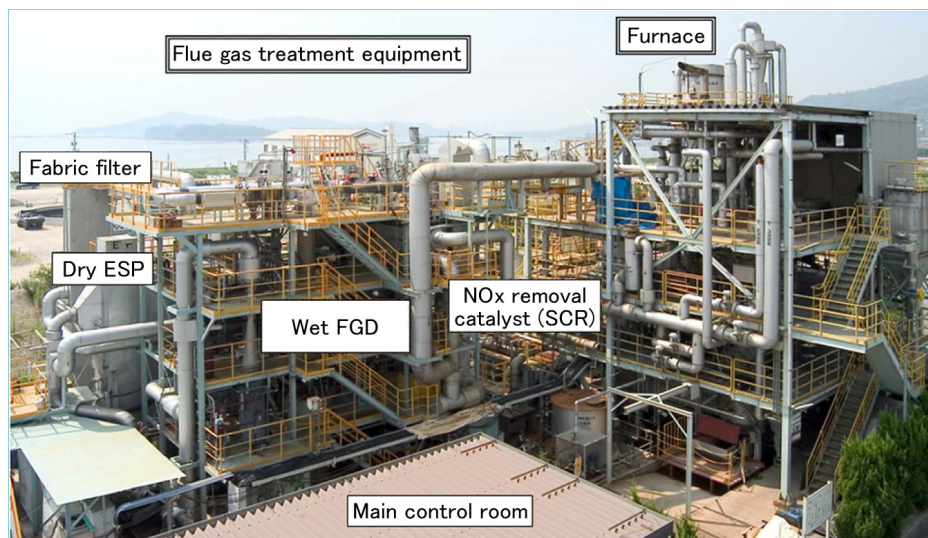 Flue gas treatment equipment
Furnace
Fabric filter
Dry ESP
Wet FGD
NOx removal
catalyst (SCR)
Main control room